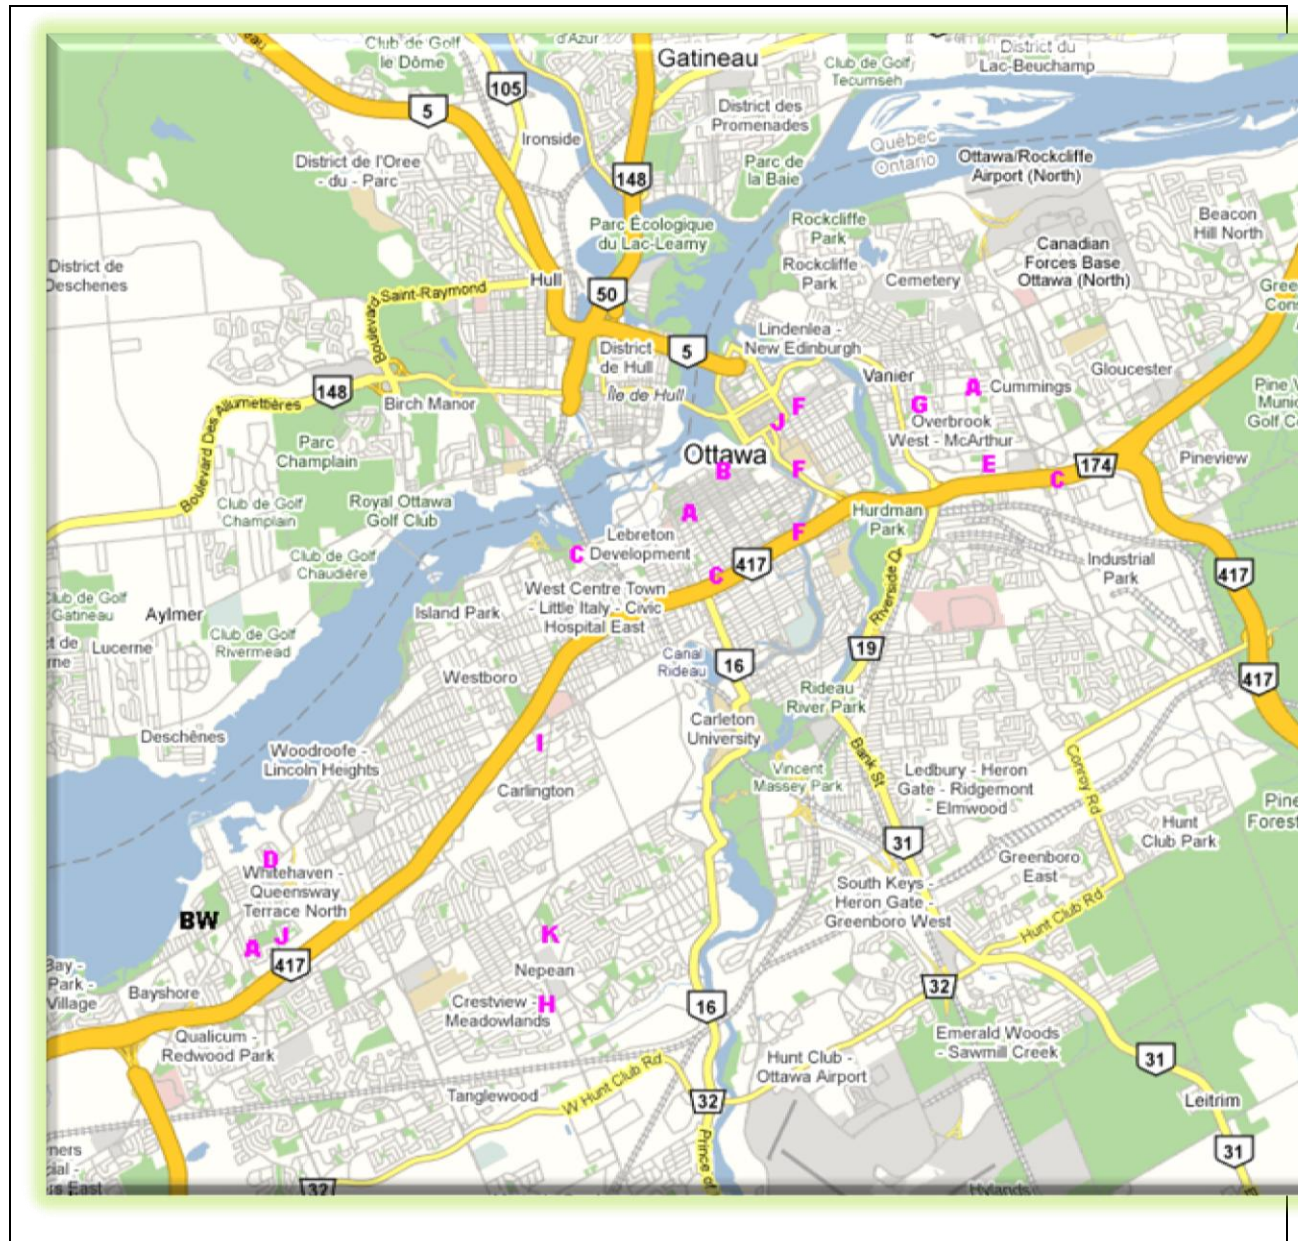 Club de Golf
le Dôme
d'Azur
Gatineau
Club de Golf
Tecumseh
District du
Lac-Beuchamp
105
5
District des
Promenades
Ironside
Québec
Ontario
Ottawa/Rockcliffe
Airport (North)
District de l'Oree
- du - Parc
148
Parc de
la Baie
Parc Écologique
du Lac-Leamy
Rockcliffe
Park
Beacon
Hill North
Canadian
Forces Base
Ottawa (North)
District de
Deschenes
Rockcliffe
Park
Cemetery
Hull
Boulevard Saint-Raymond
50
Lindenlea -
New Edinburgh
District
de Hull
5
Vanier
Gloucester
148
Île de Hull
A
Cummings
Boulevard Des Allumettières
Birch Manor
F
G
J
Overbrook
West - McArthur
Parc
Champlain
Ottawa
B
F
E
C
174
Pineview
Club de Golf
Champlain
Royal Ottawa
Golf Club
A
Hurdman
Park
Lebreton
Development
F
C
Club de Golf
Chaudière
C
417
Industrial
Park
417
West Centre Town
- Little Italy - Civic
Hospital East
Club de Golf
Gatineau
Aylmer
Island Park
Riverside D
Lucerne
Club de Golf
Rivermead
19
Canal
Rideau
16
Westboro
417
Rideau
River Park
Carleton
University
Deschênes
I
Woodroofe -
Lincoln Heights
Bank St
Conroy Rd
Vincent
Massey Park
Ledbury - Heron
Gate - Ridgemont
- Elmwood
Carlington
Hunt
Club Park
31
D
Whitehaven -
Queensway
Terrace North
Greenboro
East
South Keys -
Heron Gate -
Greenboro West
BW
J
A
K
Hunt Club Rd
417
Bay -
Park -
Village
Bayshore
Nepean
32
Crestview -
Meadowlands
H
16
Qualicum -
Redwood Park
Emerald Woods
- Sawmill Creek
Hunt Club -
Ottawa Airport
31
W Hunt Club Rd
Tanglewood
32
Leitrim
Prince of
31
32